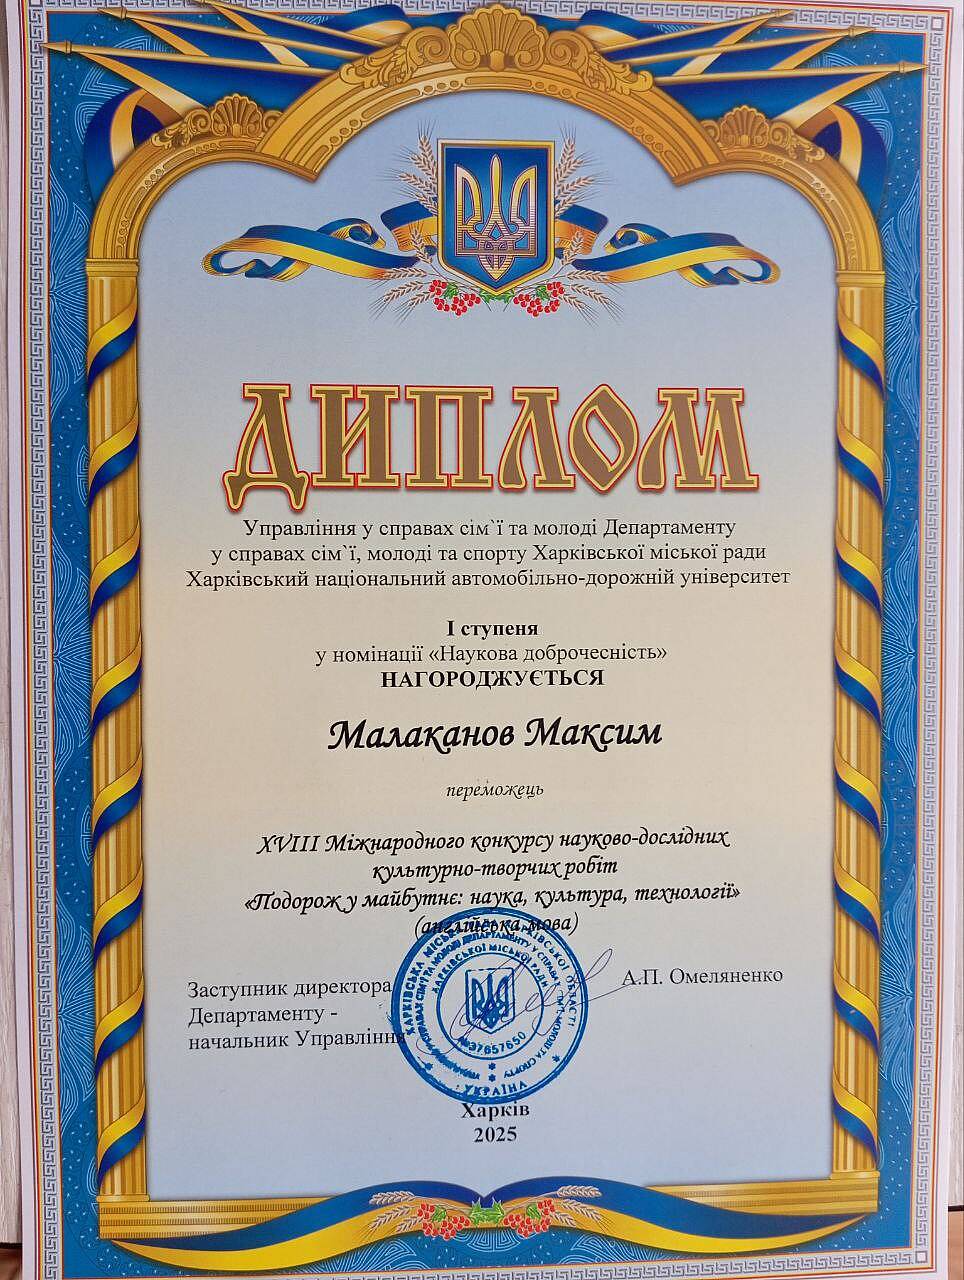 ДИПЛОМ
Управління у справах сім`ї та молоді Департаменту
у справах сім`ї, молоді та спорту Харківської міської ради
Харківський національний автомобільно-дорожній університет
І ступеня
у номінації «Наукова доброчесність»
НАГОРОДЖУЄТЬСЯ
Малаканов Максим
переможець
XVIII Міжнародного конкурсу науково-дослідних
культурно-творчих робіт
«Подорож у майбутнє: наука, культура, технології»
(англійська мова)
Заступник директора
Департаменту -
начальник Управління
А.П. Омеляненко
№37657650
УКРАЇНА
Харків
2025